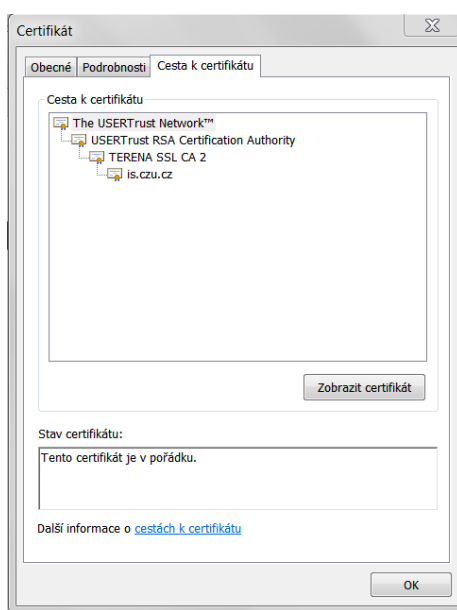 Certifikát
Obecné Podrobnosti Cesta k certifikátu
Cesta k certifikátu
The USERTrust Network™
USERTrust RSA Certification Authority
TERENA SSL CA 2
is.czu.cz
Zobrazit certifikát
Stav certifikátu:
Tento certifikát je v pořádku.
Další informace o cestách k certifikátu
OK